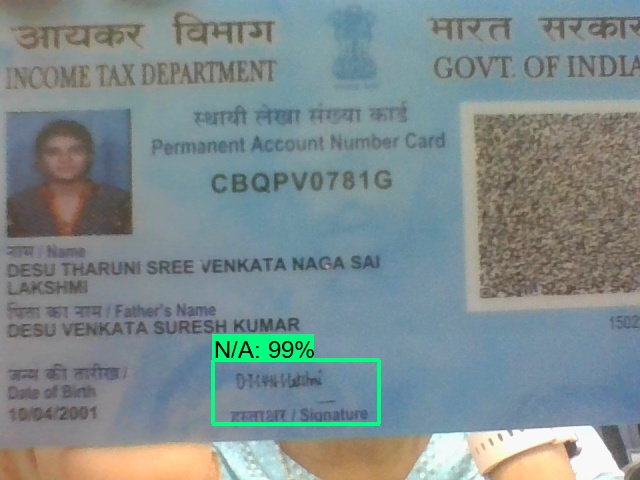 आयकर विभाग
INCOME TAX DEPARTMENT
भारत सरकार
GOVT. OF INDIA
स्थायी लेखा संख्या कार्ड
Permanent Account Number Card
CBQPV0781G
नाम / Name
DESU THARUNI SREE VENKATA NAGA SAI
LAKSHMI
पिता का नाम / Father's Name
DESU VENKATA SURESH KUMAR
1502
N/A: 99%
जन्म की तारीख /
Date of Birth
10/04/2001
हस्ताक्षर / Signature